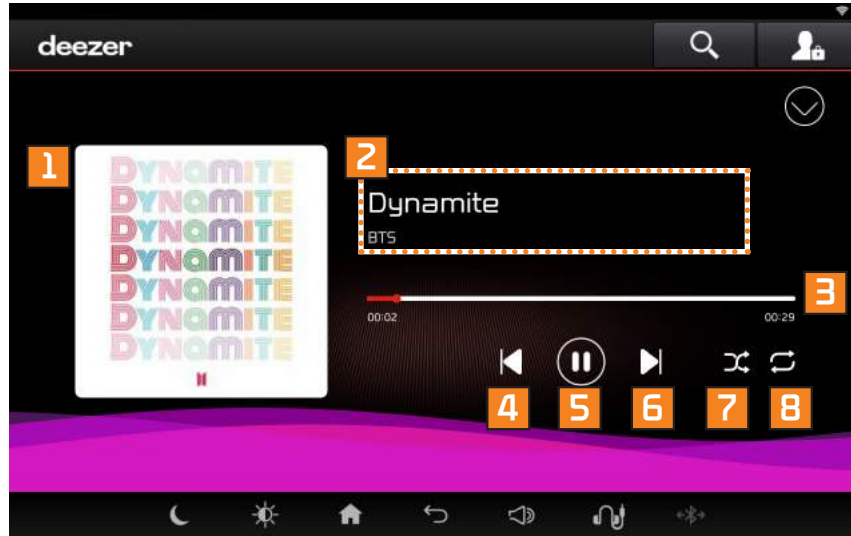 deezer
1
DYNAMITE
DYNAMITE
DYNAMITE
DYNAMITE
DYNAMITE
DYNAMITE
DYNAMITE
2
Dynamite
BTS
3
00:02
00:29
4
5
6
7
8